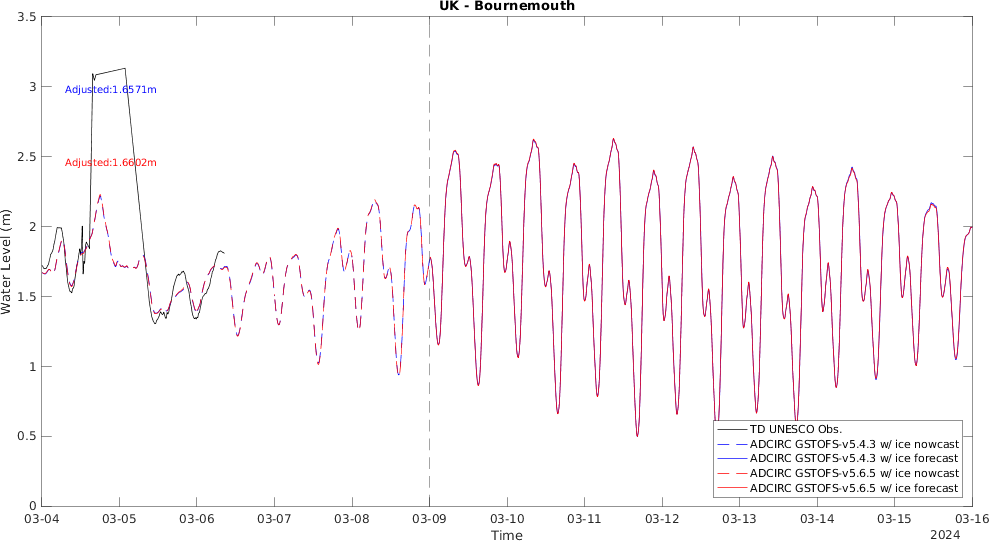 UK - Bournemouth
3.5
3
2.5
2
1.5
1
0.5
0
Water Level (m)
Adjusted:1.6571m
Adjusted:1.6602m
TD UNESCO Obs.
ADCIRC GSTOFS-v5.4.3 w/ ice nowcast
ADCIRC GSTOFS-v5.4.3 w/ ice forecast
ADCIRC GSTOFS-v5.6.5 w/ ice nowcast
ADCIRC GSTOFS-v5.6.5 w/ ice forecast
03-04 03-05 03-06 03-07 03-08 03-09 03-10 03-11 03-12 03-13 03-14 03-15 03-16
Time
2024